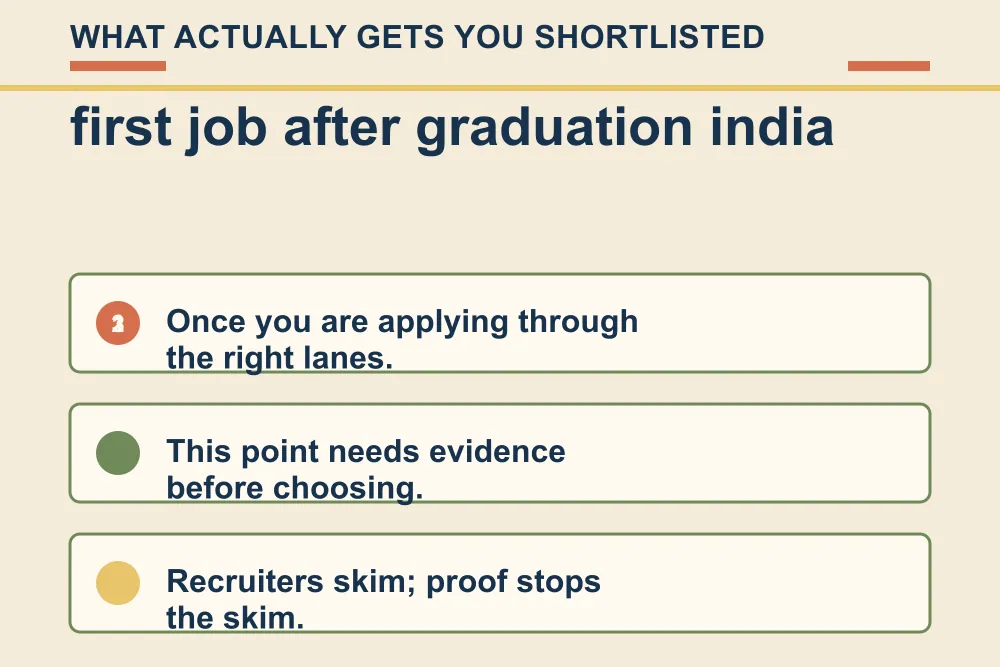 WHAT ACTUALLY GETS YOU SHORTLISTED
first job after graduation india
Once you are applying through
the right lanes.
This point needs evidence
before choosing.
Recruiters skim; proof stops
the skim.